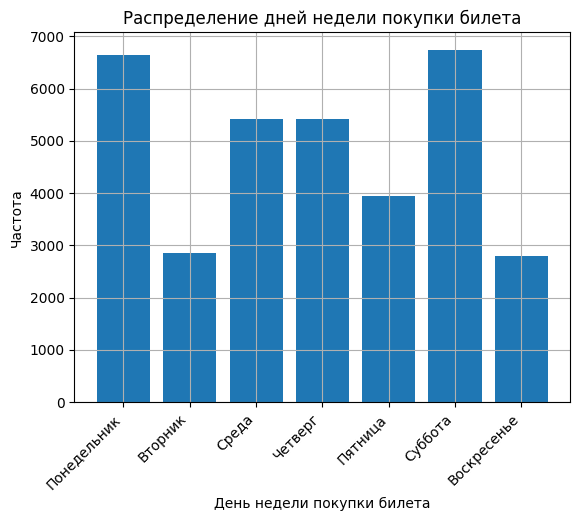 Распределение дней недели покупки билета
7000
6000
5000
4000
3000
2000
1000
0
Частота
Понедельник
Вторник
Среда
Четверг
Пятница
Суббота
Воскресенье
День недели покупки билета